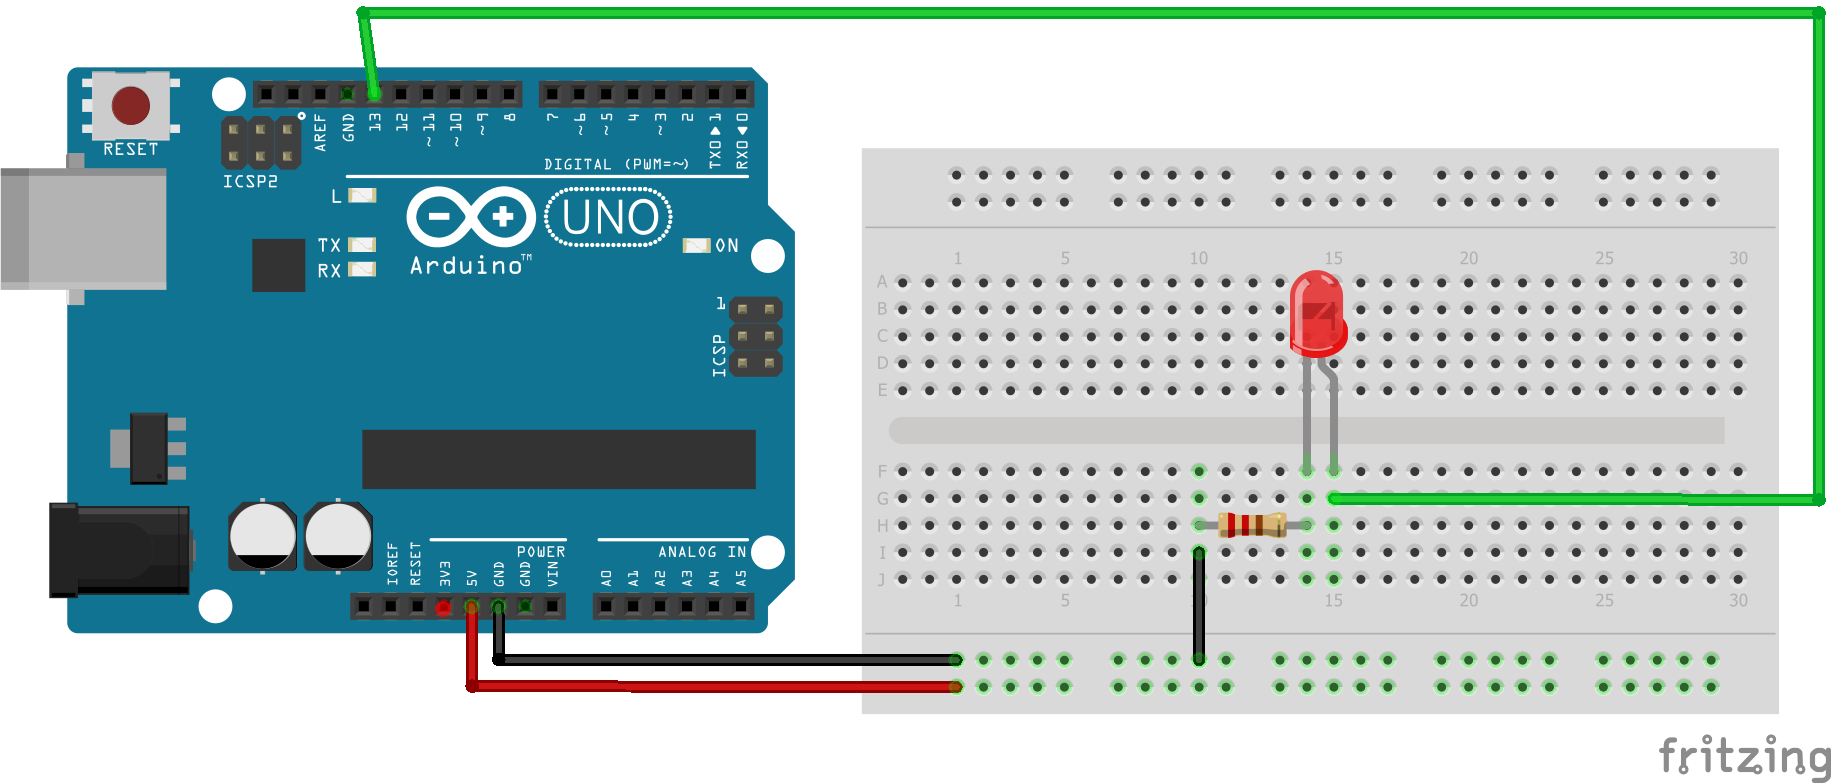 RESET
ICSP2
AREF
GND
13
12
~11
~10
~9
8
7
~6
~5
4
~3
2
TX0▶1
RX0◀0
DIGITAL (PWM=~)
L
TX
RX
UNO
ON
Arduino™
1
ICSP
IOREF
RESET
3V3
5V
GND
GND
VIN
POWER
A0
A1
A2
A3
A4
A5
ANALOG IN
1 5 10 15 20 25 30
A
B
C
D
E
F
G
H
I
J
1 5 10 15 20 25 30
fritzing